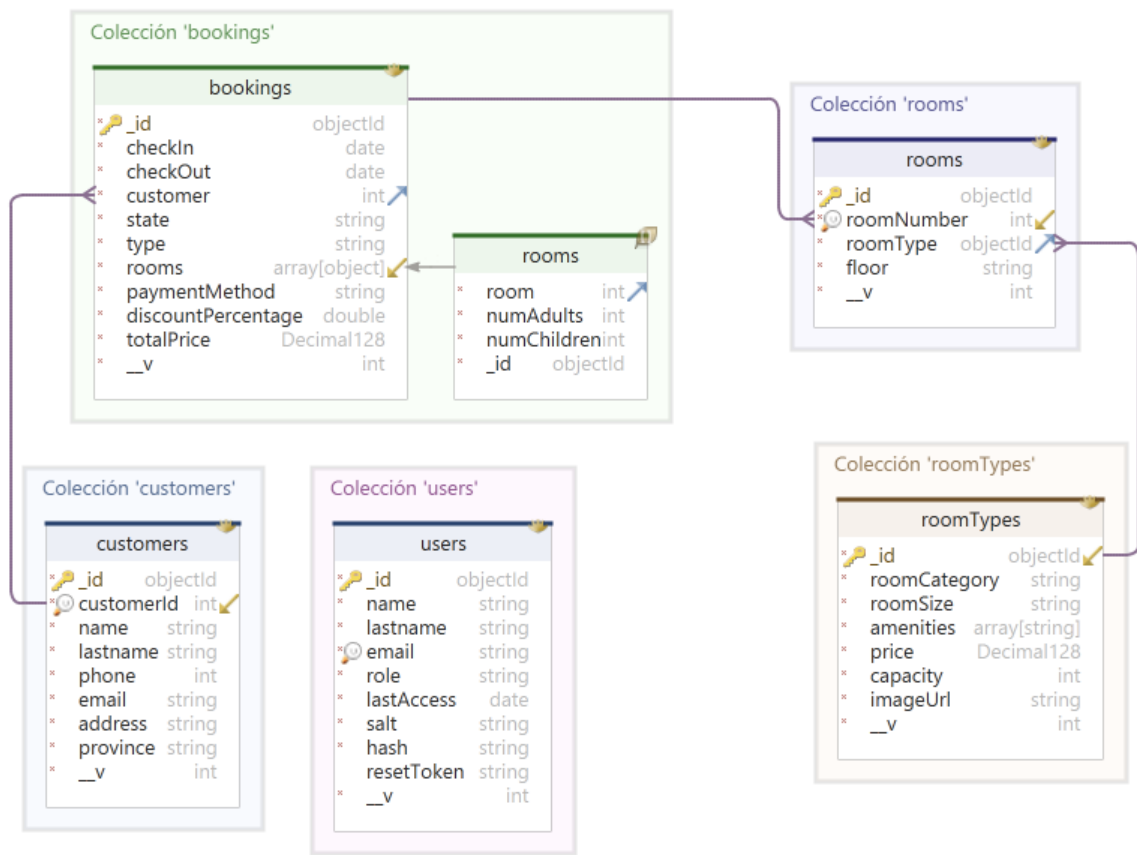 Colección 'bookings'
bookings
_id objectId
checkIn date
checkOut date
customer int
state string
type string
rooms array[object]
paymentMethod string
discountPercentage double
totalPrice Decimal128
__v int
rooms
room int
numAdults int
numChildren int
_id objectId
Colección 'rooms'
rooms
_id objectId
roomNumber int
roomType objectId
floor string
__v int
Colección 'customers'
customers
_id objectId
customerId int
name string
lastname string
phone int
email string
address string
province string
__v int
Colección 'users'
users
_id objectId
name string
lastname string
email string
role string
lastAccess date
salt string
hash string
resetToken string
__v int
Colección 'roomTypes'
roomTypes
_id objectId
roomCategory string
roomSize string
amenities array[string]
price Decimal128
capacity int
imageUrl string
__v int